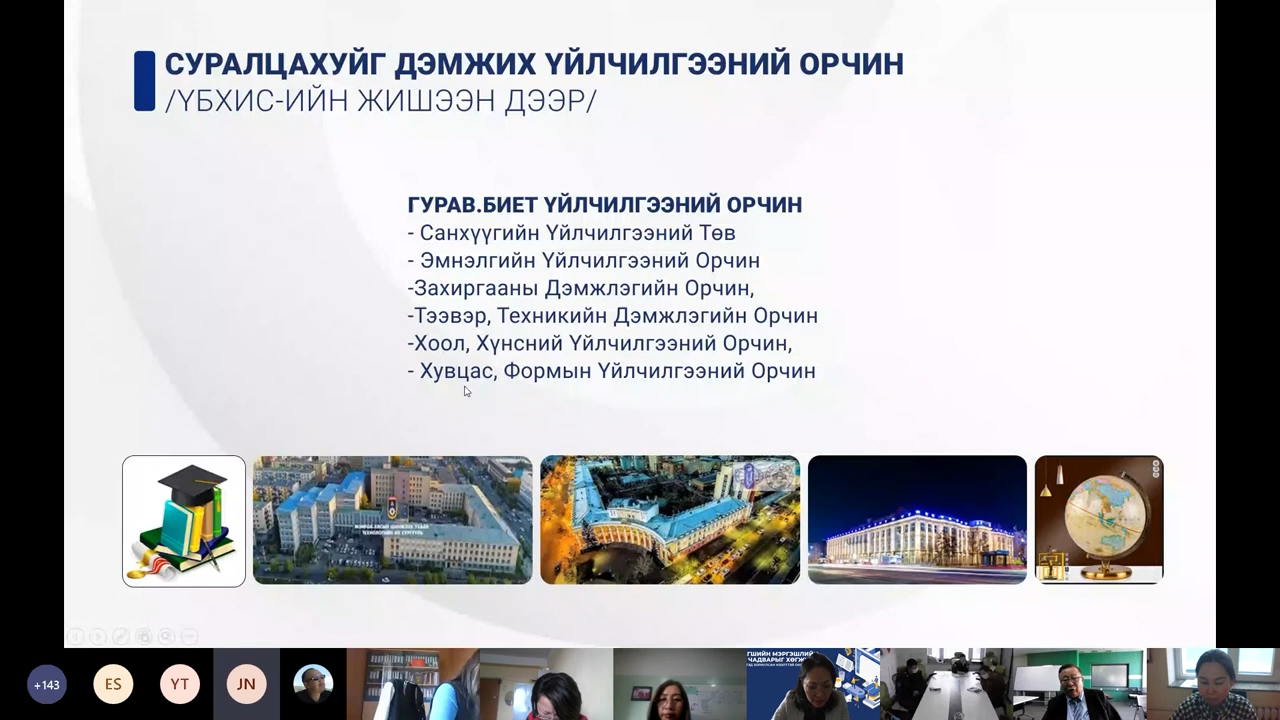 СУРАЛЦАХУЙГ ДЭМЖИХ ҮЙЛЧИЛГЭЭНИЙ ОРЧИН
/ҮБХИС-ИЙН ЖИШЭЭН ДЭЭР/
ГУРАВ.БИЕТ ҮЙЛЧИЛГЭЭНИЙ ОРЧИН
- Санхүүгийн Үйлчилгээний Төв
- Эмнэлгийн Үйлчилгээний Орчин
-Захиргааны Дэмжлэгийн Орчин,
-Тээвэр, Техникийн Дэмжлэгийн Орчин
-Хоол, Хүнсний Үйлчилгээний Орчин,
- Хувцас, Формын Үйлчилгээний Орчин
+143
ES
YT
JN